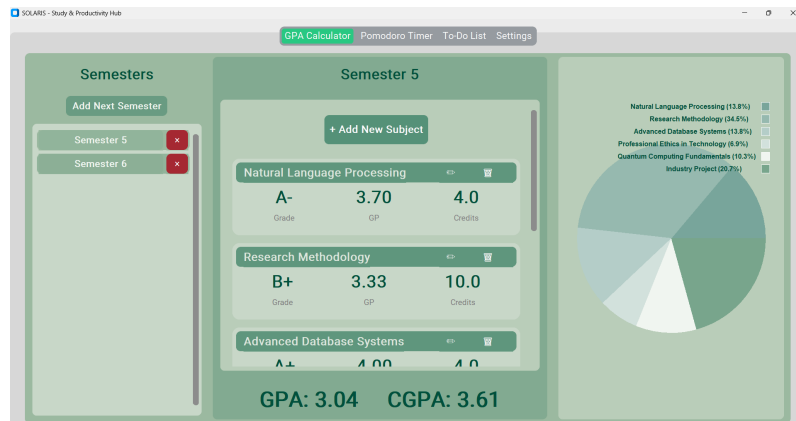 SOLARIS - Study & Productivity Hub
GPA Calculator Pomodoro Timer To-Do List Settings
Semesters
Add Next Semester
Semester 5 ×
Semester 6 ×
Semester 5
+ Add New Subject
Natural Language Processing
A- 3.70 4.0
Grade GP Credits
Research Methodology
B+ 3.33 10.0
Grade GP Credits
Advanced Database Systems
A+ 4.00 4.0
GPA: 3.04 CGPA: 3.61
Natural Language Processing (13.8%)
Research Methodology (34.5%)
Advanced Database Systems (13.8%)
Professional Ethics in Technology (6.9%)
Quantum Computing Fundamentals (10.3%)
Industry Project (20.7%)